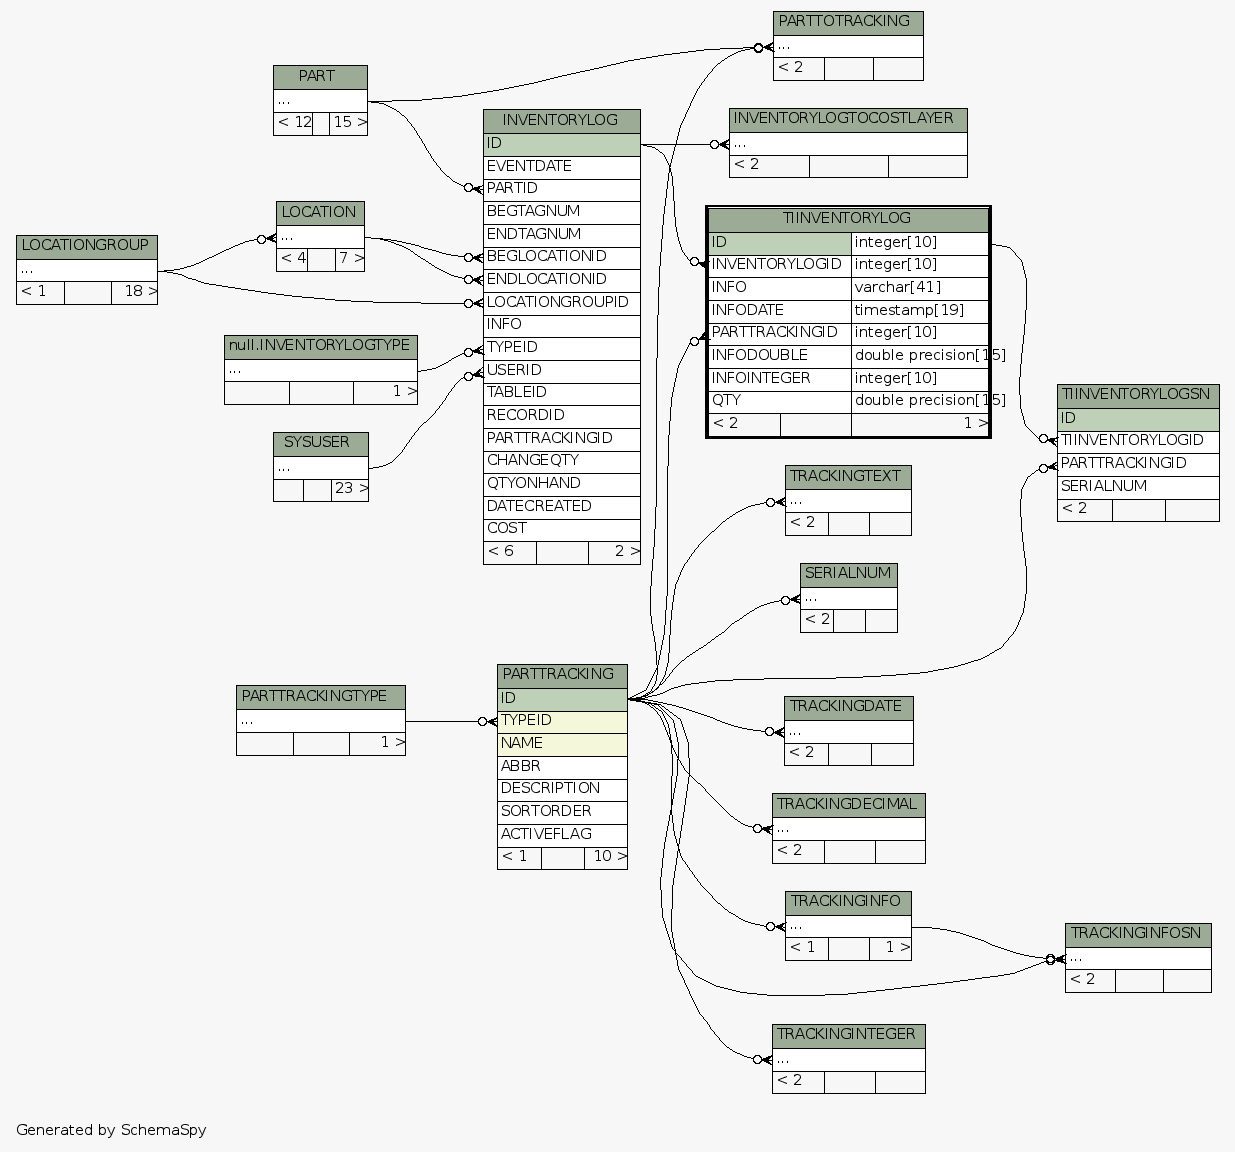 PARTTOTRACKING
...
< 2
PART
...
< 12 15 >
INVENTORYLOG
ID
EVENTDATE
PARTID
BEGTAGNUM
ENDTAGNUM
BEGLOCATIONID
ENDLOCATIONID
LOCATIONGROUPID
INFO
TYPEID
USERID
TABLEID
RECORDID
PARTTRACKINGID
CHANGEQTY
QTYONHAND
DATECREATED
COST
< 6 2 >
INVENTORYLOGTOCOSTLAYER
...
< 2
LOCATION
...
< 4 7 >
LOCATIONGROUP
...
< 1 18 >
TIINVENTORYLOG
ID integer[10]
INVENTORYLOGID integer[10]
INFO varchar[41]
INFODATE timestamp[19]
PARTTRACKINGID integer[10]
INFODOUBLE double precision[15]
INFOINTEGER integer[10]
QTY double precision[15]
< 2 1 >
null.INVENTORYLOGTYPE
...
1 >
SYSUSER
...
23 >
TIINVENTORYLOGSN
ID
TIINVENTORYLOGID
PARTTRACKINGID
SERIALNUM
< 2
TRACKINGTEXT
...
< 2
SERIALNUM
...
< 2
PARTTRACKING
ID
TYPEID
NAME
ABBR
DESCRIPTION
SORTORDER
ACTIVEFLAG
< 1 10 >
PARTTRACKINGTYPE
...
1 >
TRACKINGDATE
...
< 2
TRACKINGDECIMAL
...
< 2
TRACKINGINFO
...
< 1 1 >
TRACKINGINFOSN
...
< 2
TRACKINGINTEGER
...
< 2
Generated by SchemaSpy